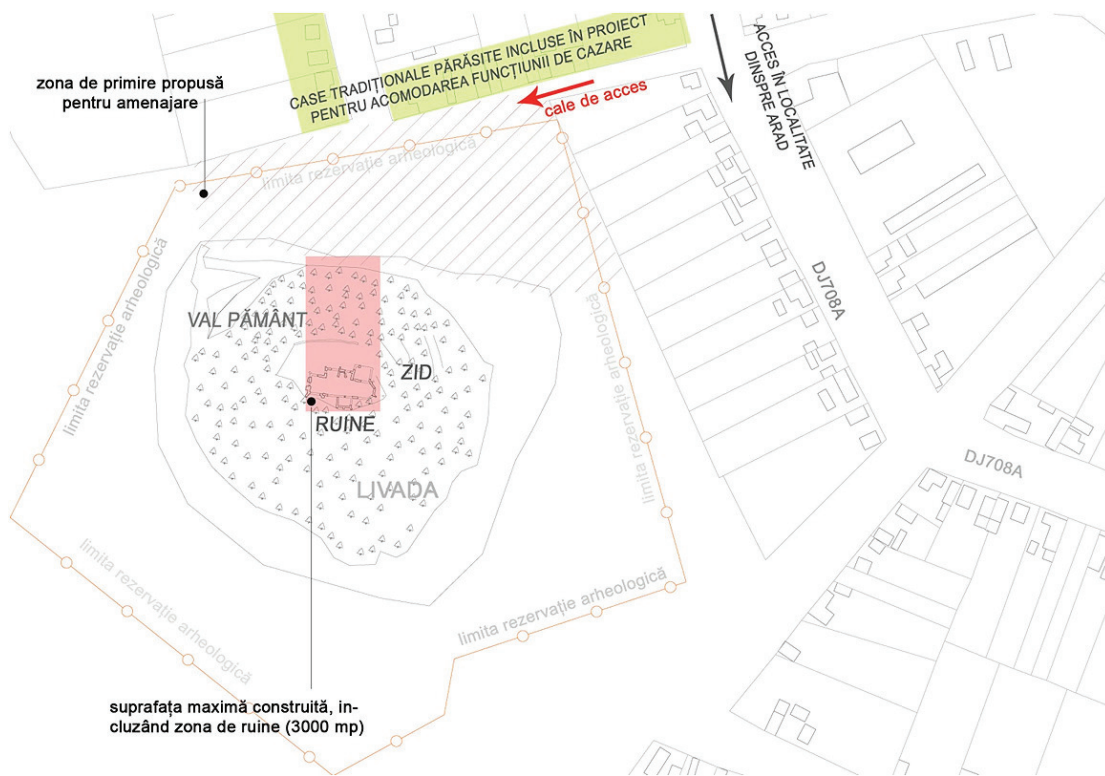 zona de primire propusă
pentru amenajare
CASE TRADIȚIONALE PĂRĂSITE INCLUSE ÎN PROIECT
PENTRU ACOMODAREA FUNCȚIUNII DE CAZARE
cale de acces
ACCES ÎN LOCALITATE
DINSPRE ARAD
limita rezervație arheologică
limita rezervație arheologică
limita rezervație arheologică
VAL PĂMÂNT
ZID
RUINE
LIVADA
DJ708A
DJ708A
limita rezervație arheologică
limita rezervație arheologică
suprafața maximă construită, in-
cluzând zona de ruine (3000 mp)